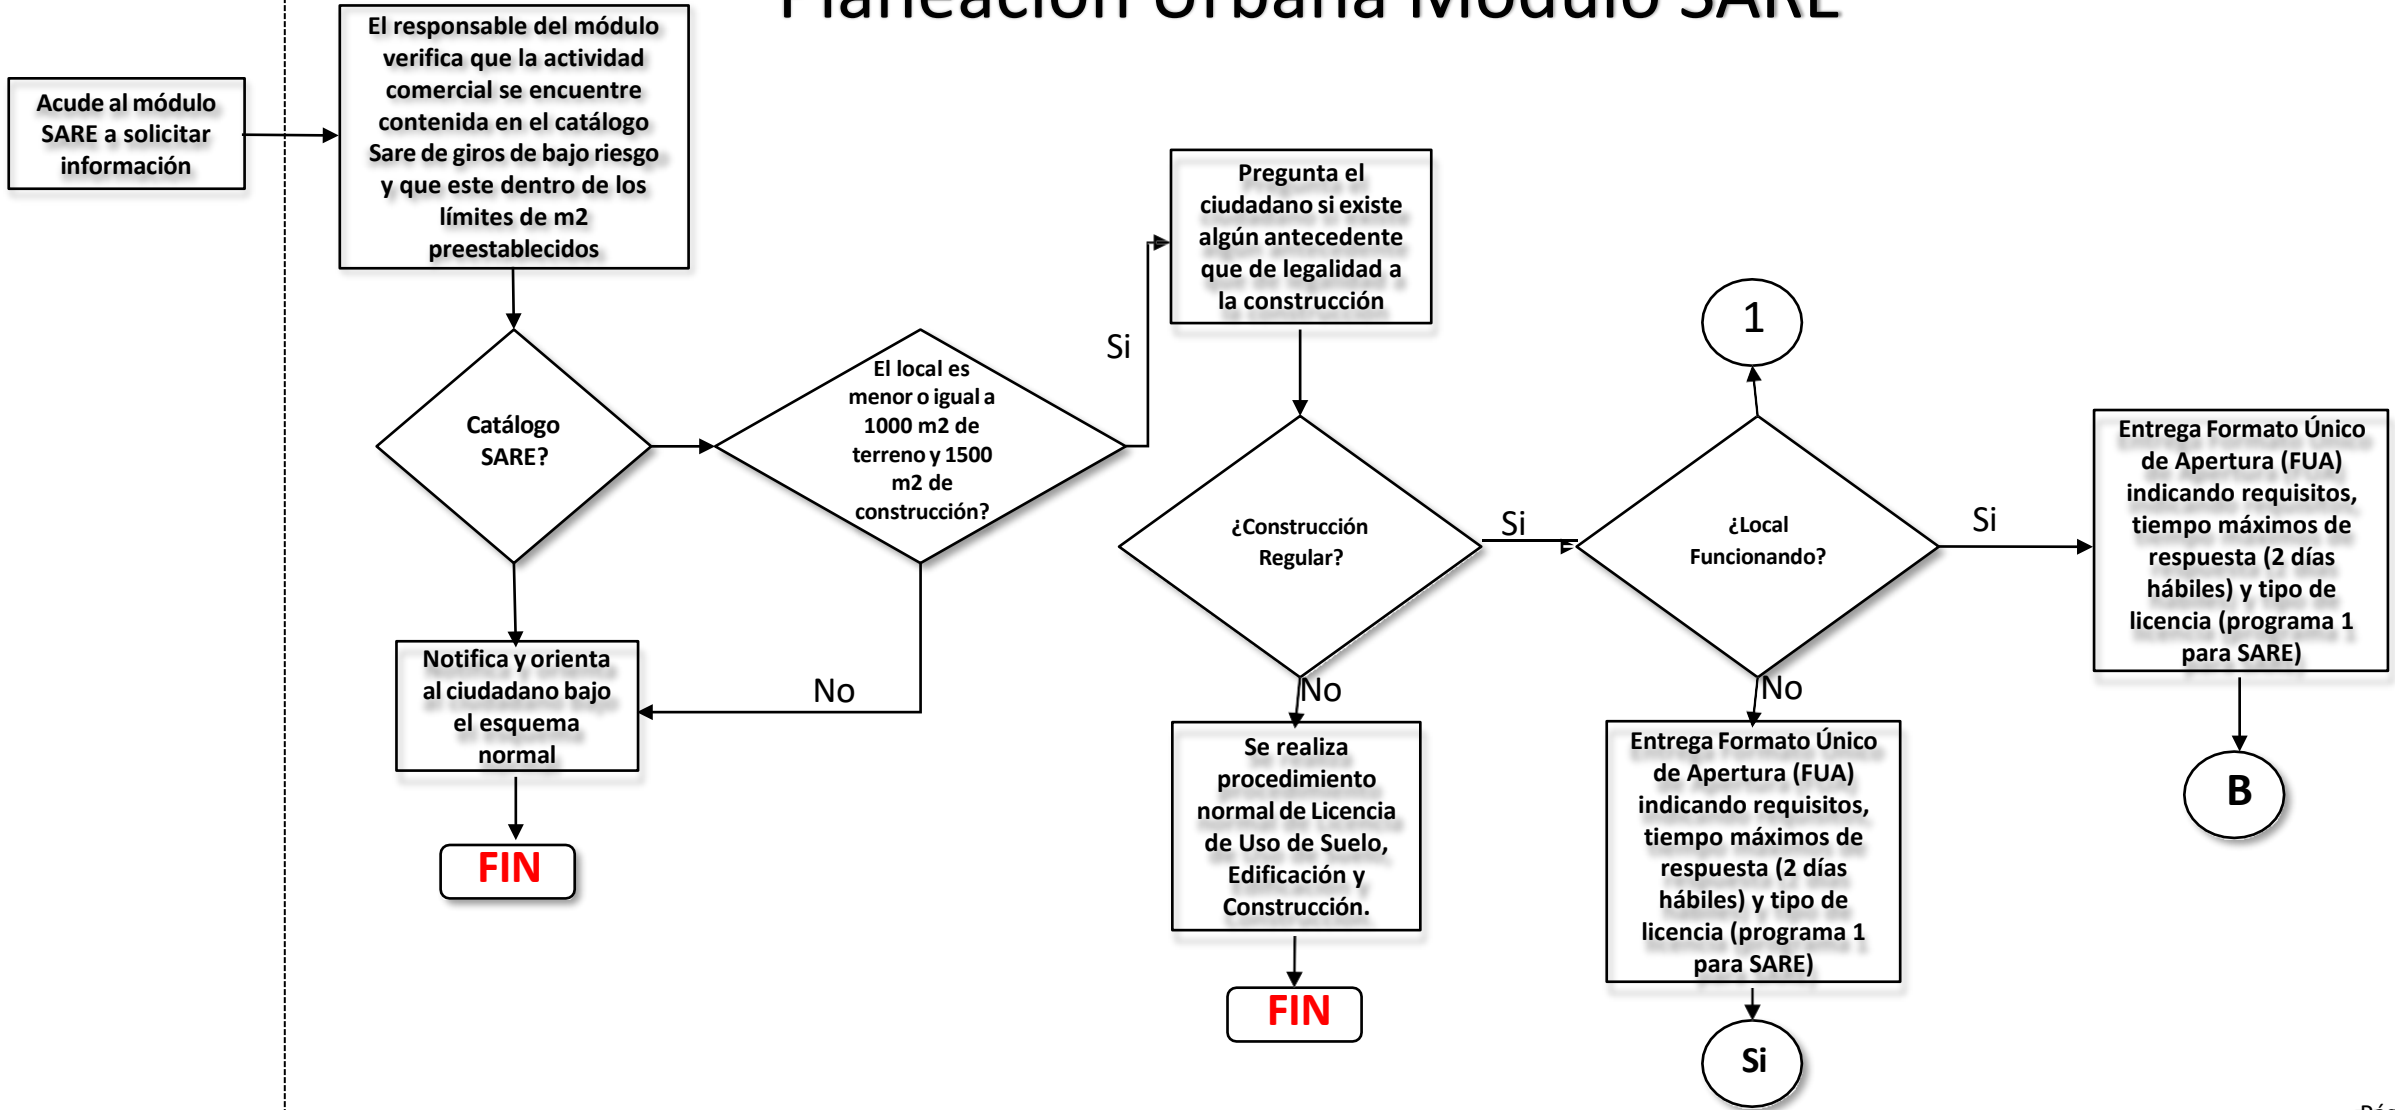 Planeación Urbana Módulo SARE
Acude al módulo
SARE a solicitar
información
El responsable del módulo
verifica que la actividad
comercial se encuentre
contenida en el catálogo
Sare de giros de bajo riesgo
y que este dentro de los
límites de m2
preestablecidos
Catálogo
SARE?
El local es
menor o igual a
1000 m2 de
terreno y 1500
m2 de
construcción?
Si
No
Notifica y orienta
al ciudadano bajo
el esquema
normal
FIN
Pregunta el
ciudadano si existe
algún antecedente
que de legalidad a
la construcción
¿Construcción
Regular?
Si
No
Se realiza
procedimiento
normal de Licencia
de Uso de Suelo,
Edificación y
Construcción.
FIN
1
¿Local
Funcionando?
Si
No
Entrega Formato Único
de Apertura (FUA)
indicando requisitos,
tiempo máximos de
respuesta (2 días
hábiles) y tipo de
licencia (programa 1
para SARE)
Si
Entrega Formato Único
de Apertura (FUA)
indicando requisitos,
tiempo máximos de
respuesta (2 días
hábiles) y tipo de
licencia (programa 1
para SARE)
B